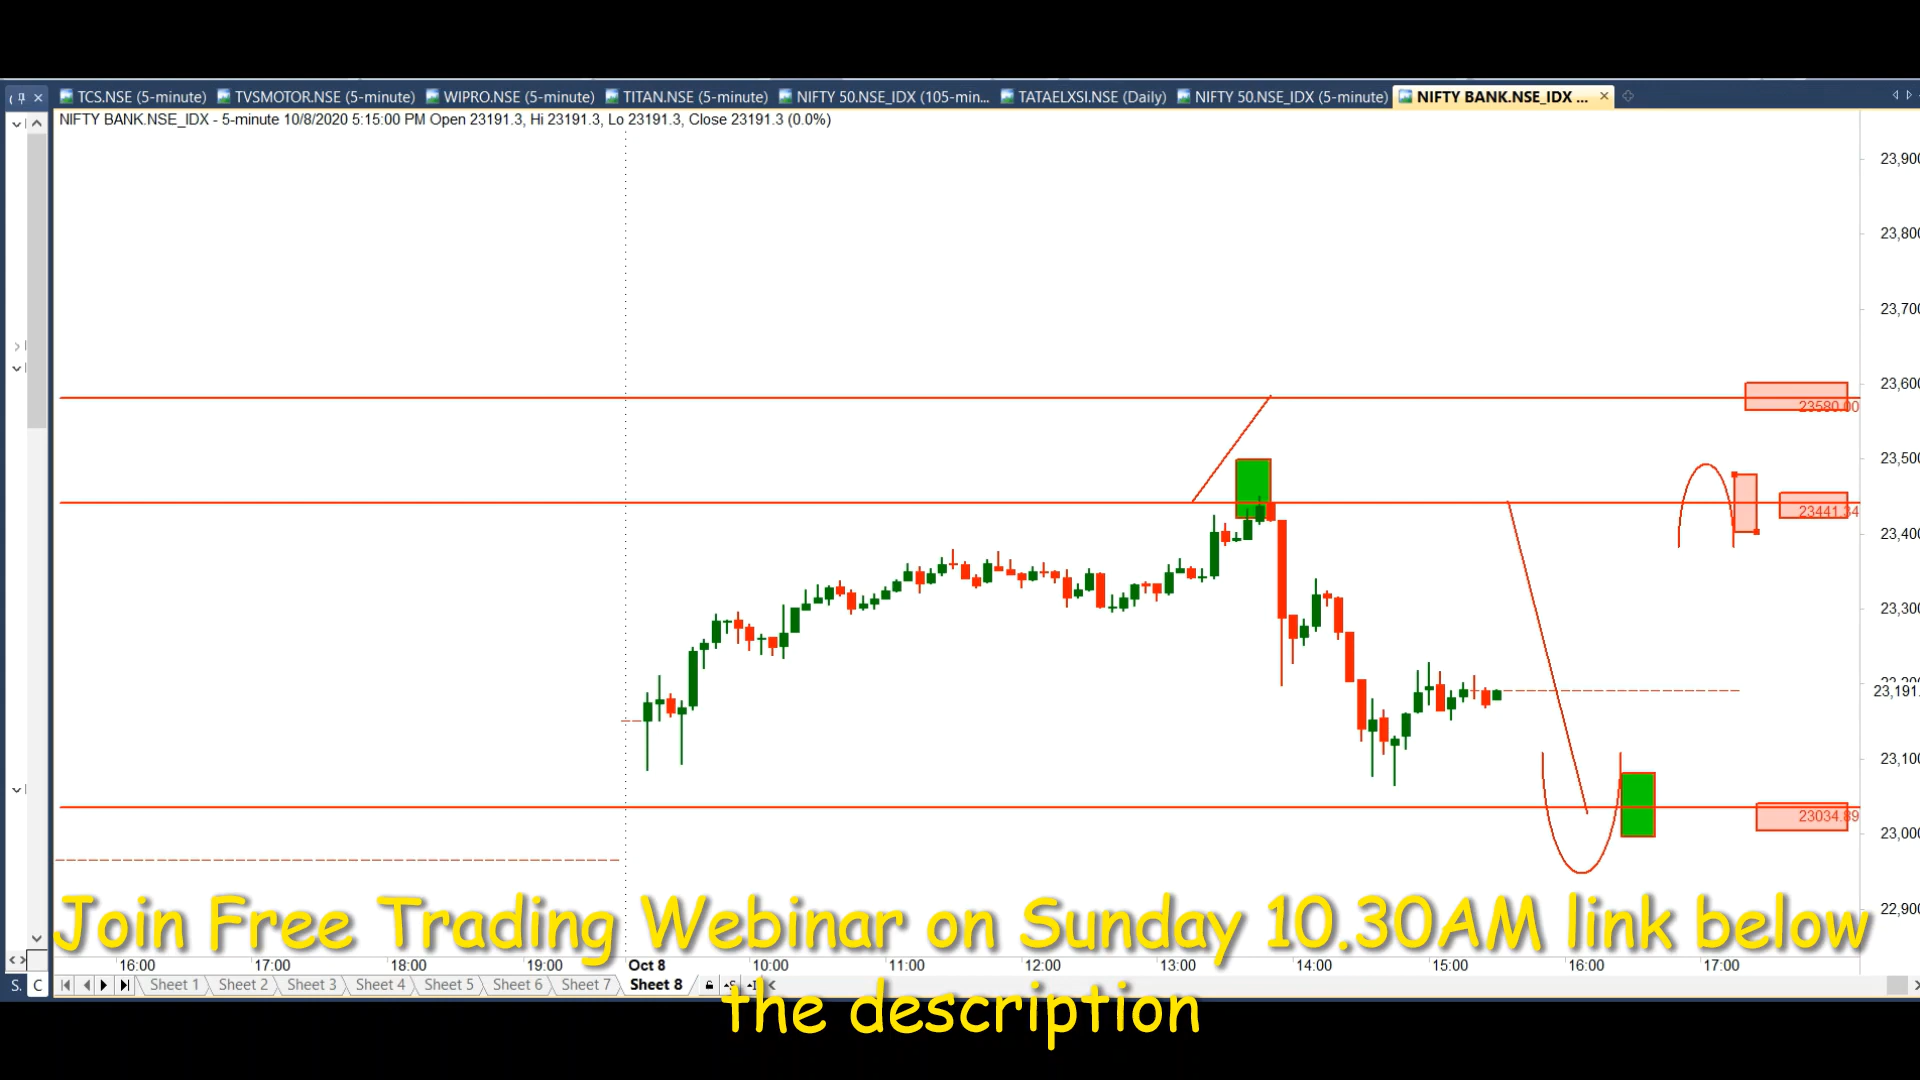 TCS.NSE (5-minute) TVSMOTOR.NSE (5-minute) WIPRO.NSE (5-minute) TITAN.NSE (5-minute) NIFTY 50.NSE_IDX (105-min... TATAELXSI.NSE (Daily) NIFTY 50.NSE_IDX (5-minute) NIFTY BANK.NSE_IDX ...
NIFTY BANK.NSE_IDX - 5-minute 10/8/2020 5:15:00 PM Open 23191.3, Hi 23191.3, Lo 23191.3, Close 23191.3 (0.0%)
23,900
23,800
23,700
23,600
23580.00
23,500
23441.34
23,400
23,300
23,191.
23,100
23034.89
23,000
22,900
Join Free Trading Webinar on Sunday 10.30AM link below
16:00 17:00 18:00 19:00 Oct 8 10:00 11:00 12:00 13:00 14:00 15:00 16:00 17:00
S. C Sheet 1 Sheet 2 Sheet 3 Sheet 4 Sheet 5 Sheet 6 Sheet 7 Sheet 8
the description